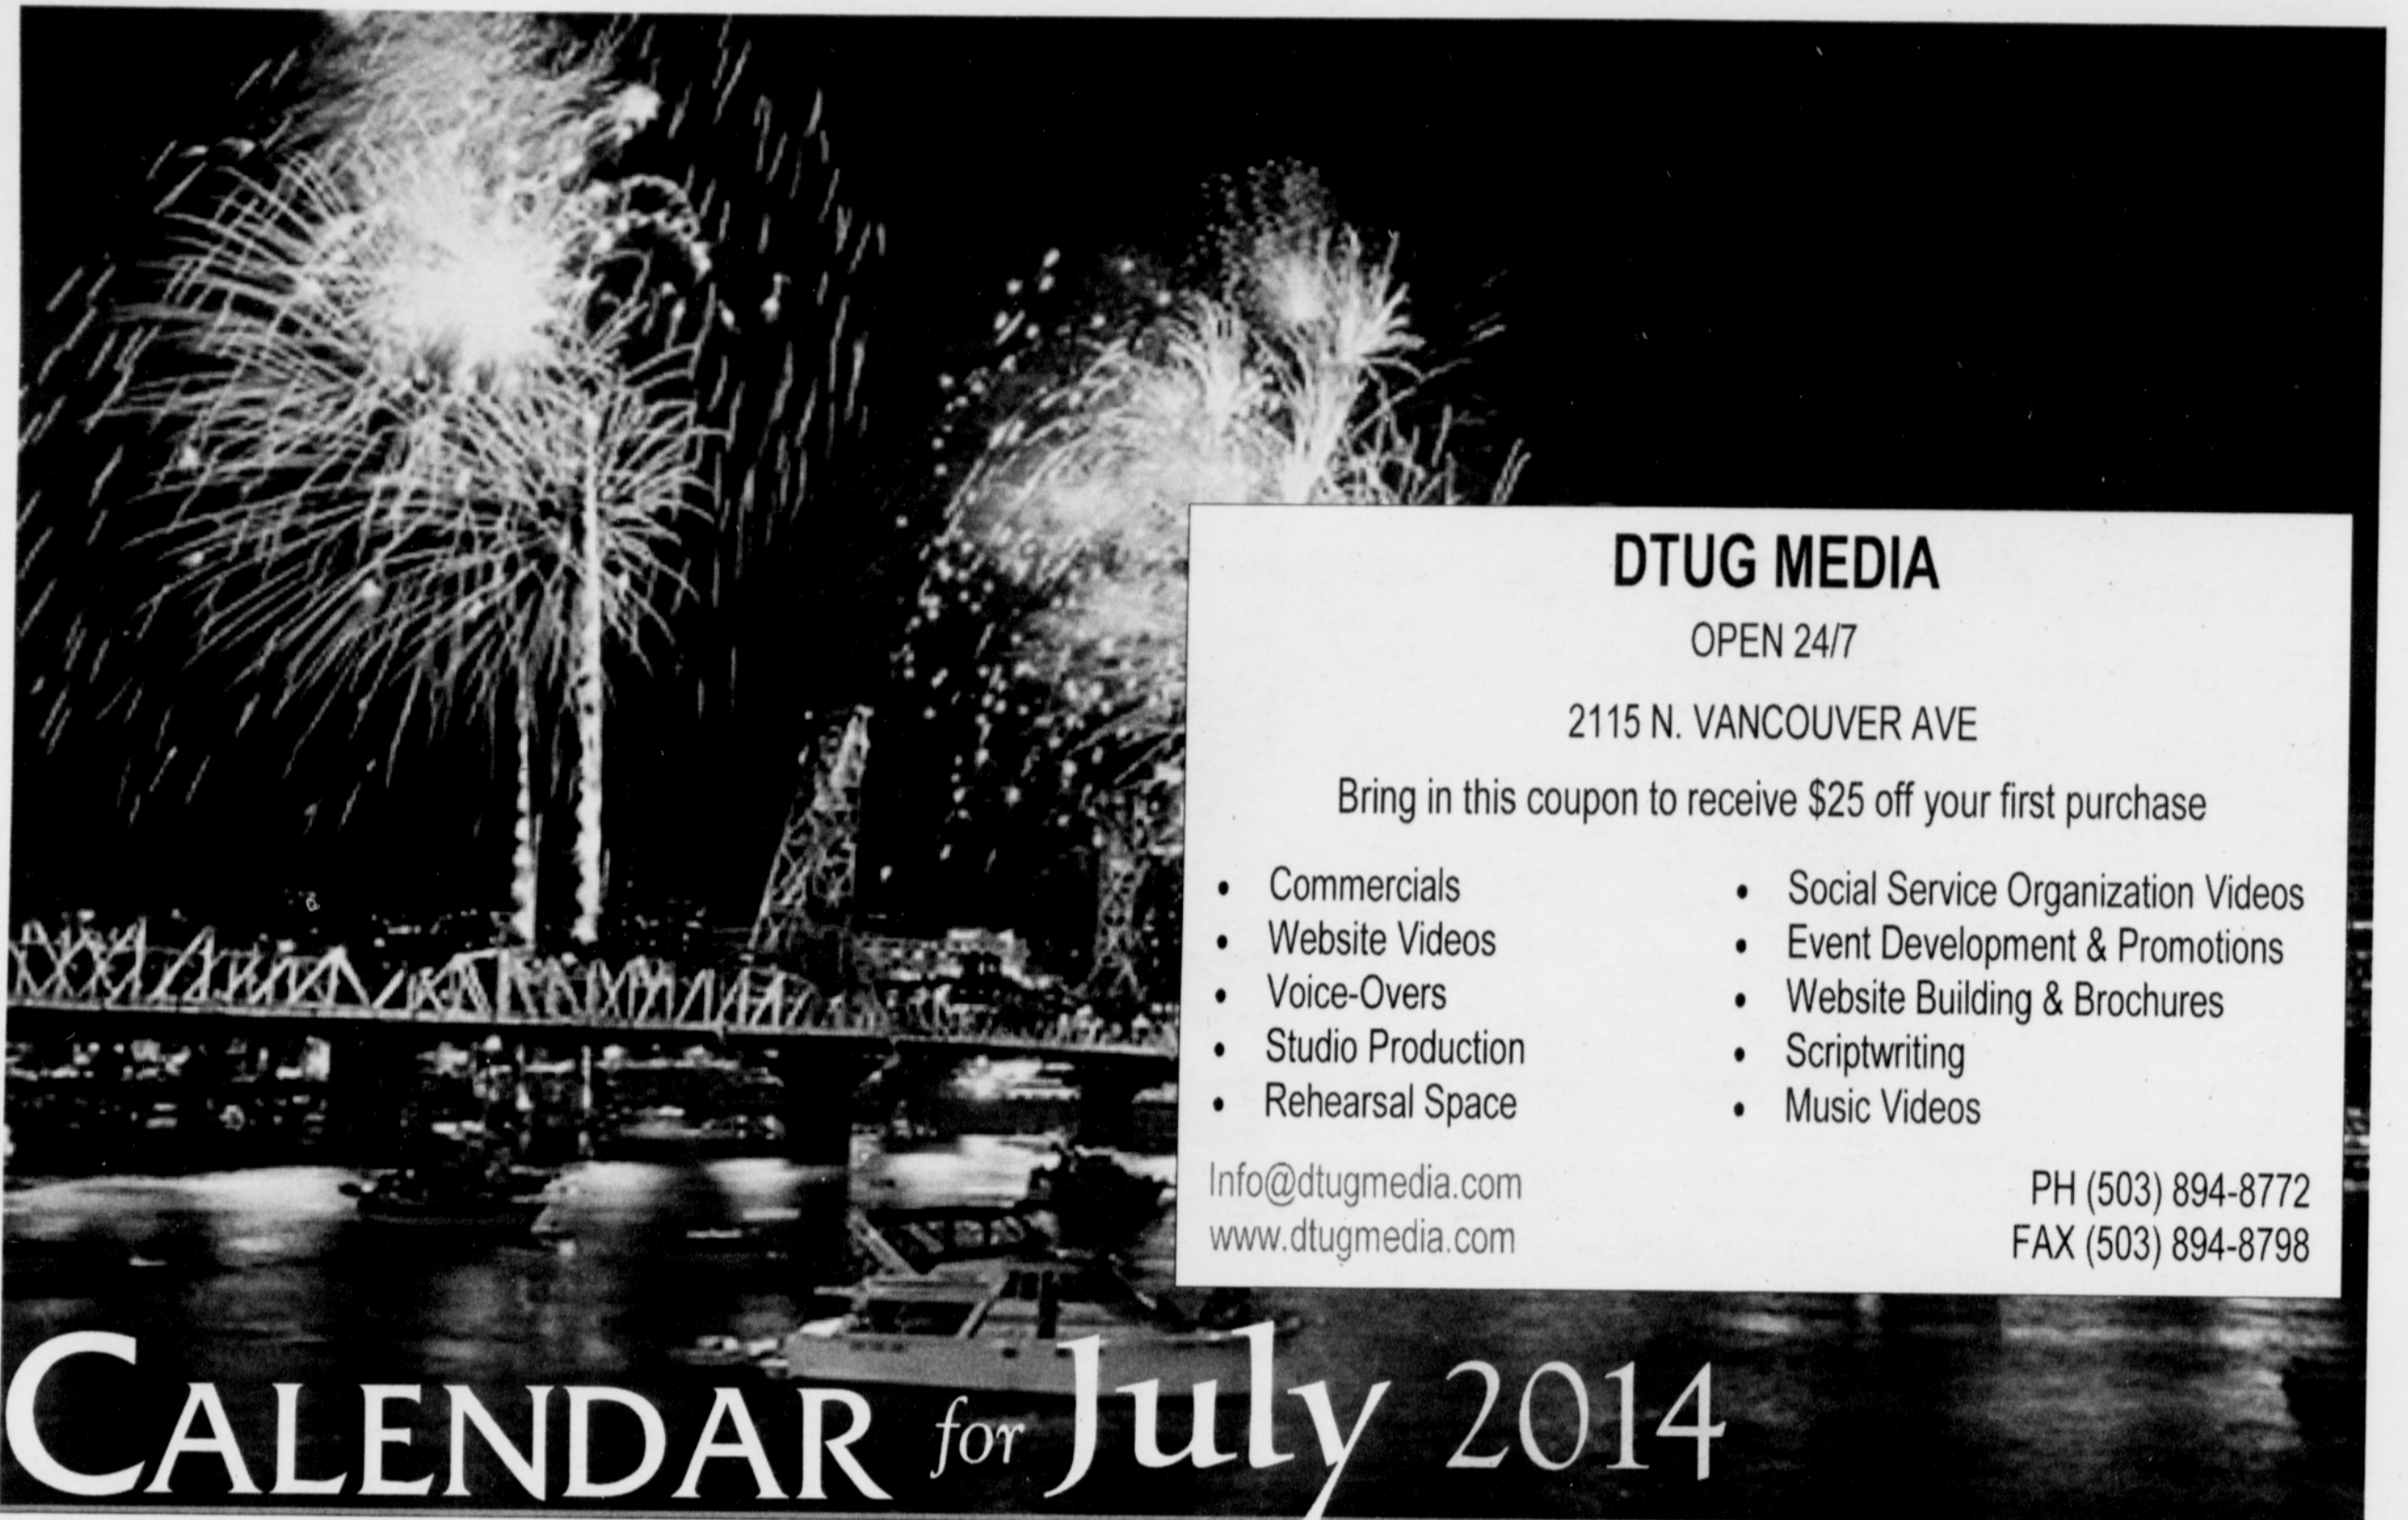 DTUG MEDIA
OPEN 24/7
2115 N. VANCOUVER AVE
Bring in this coupon to receive $25 off your first purchase
• Commercials
• Website Videos
• Voice-Overs
• Studio Production
• Rehearsal Space
• Social Service Organization Videos
• Event Development & Promotions
• Website Building & Brochures
• Scriptwriting
• Music Videos
Info@dtugmedia.com
www.dtugmedia.com
PH (503) 894-8772
FAX (503) 894-8798
CALENDAR for July 2014